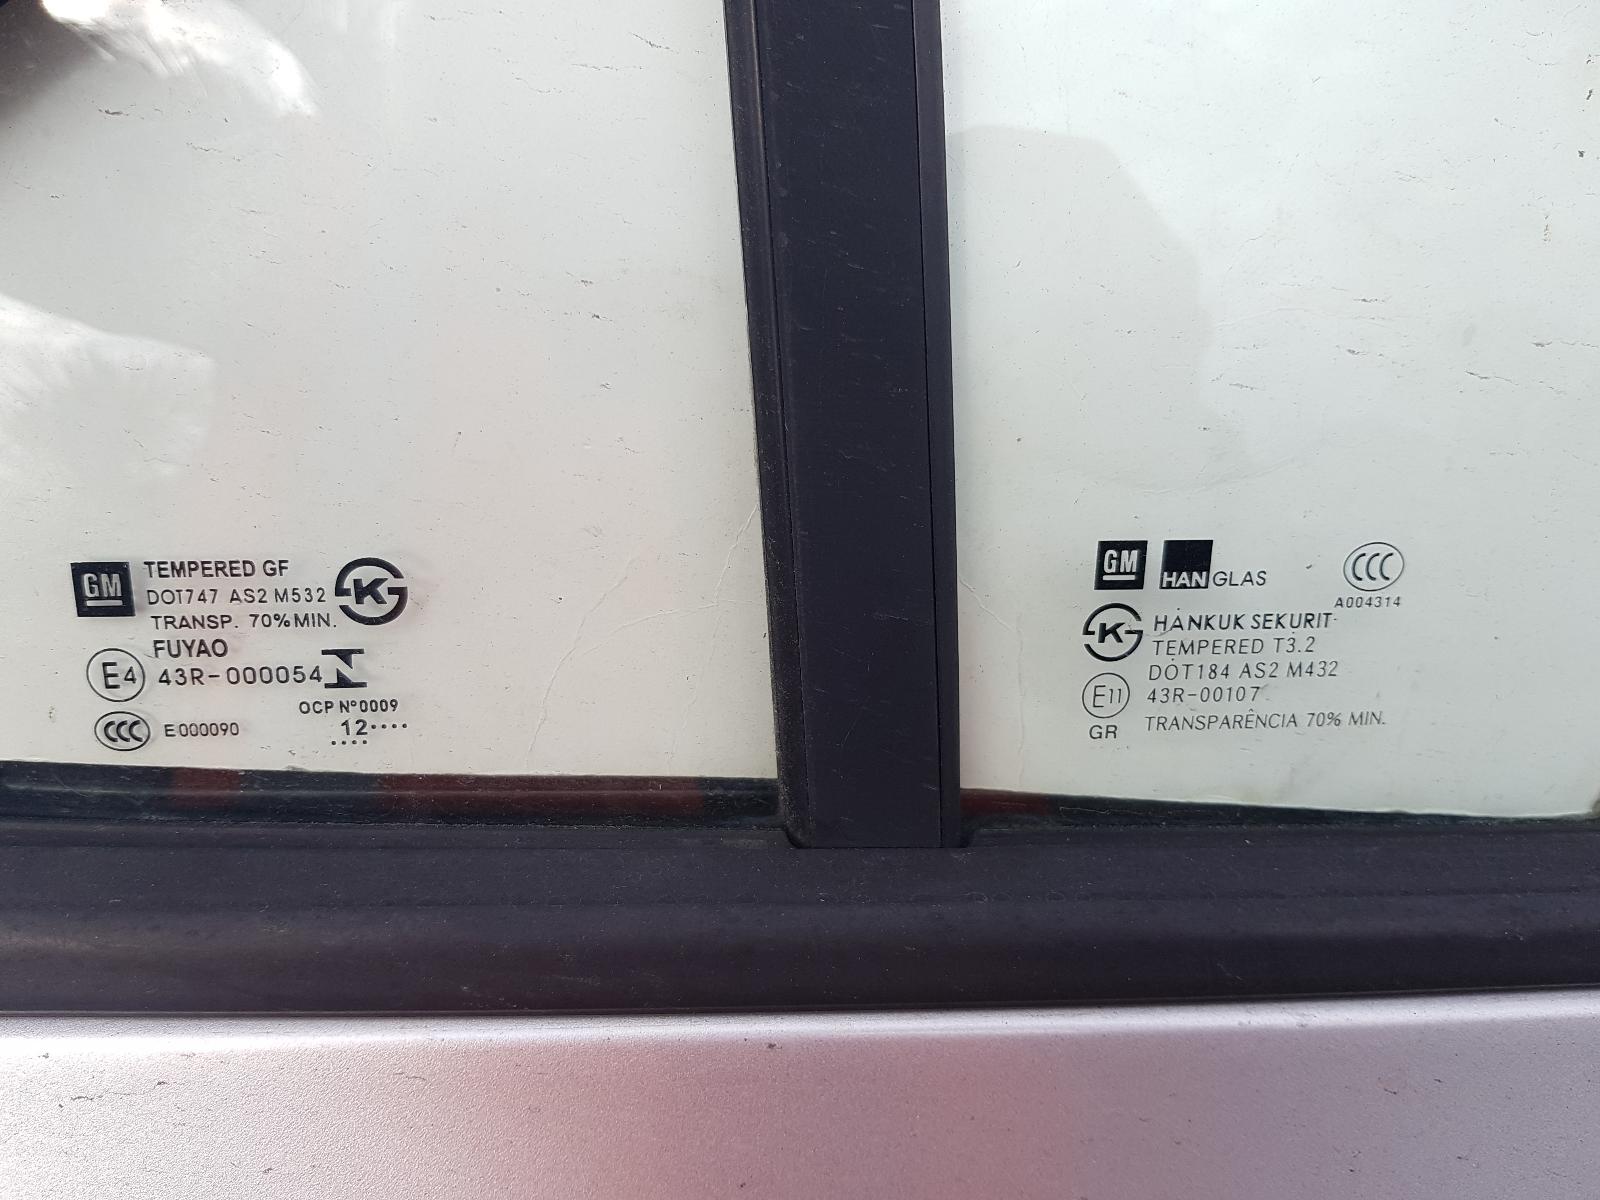 GM
TEMPERED GF
DOT747 AS2 M532
TRANSP. 70% MIN.
K
FUYAO
E4 43R-000054
N
OCP Nº0009
CCC E000090
12....
....
GM
HAN GLAS
CCC
A004314
K
HANKUK SEKURIT
TEMPERED T3.2
DOT184 AS2 M432
E11 43R-00107
GR
TRANSPARÊNCIA 70% MIN.